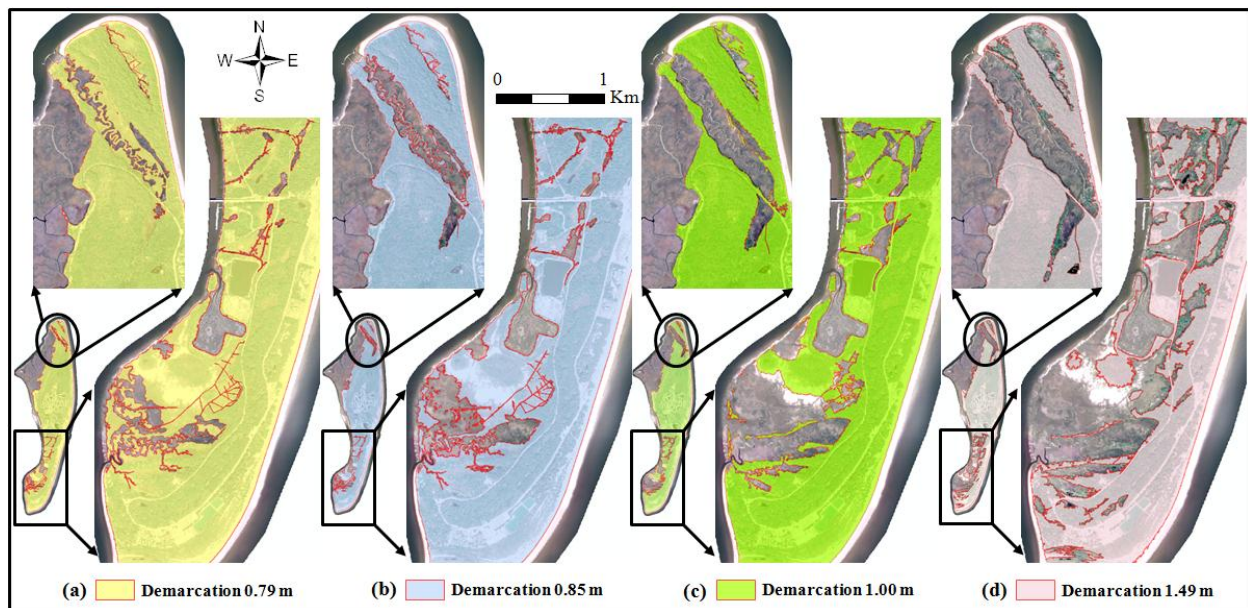 N
W E
S
0 1
Km
(a) Demarcation 0.79 m (b) Demarcation 0.85 m (c) Demarcation 1.00 m (d) Demarcation 1.49 m